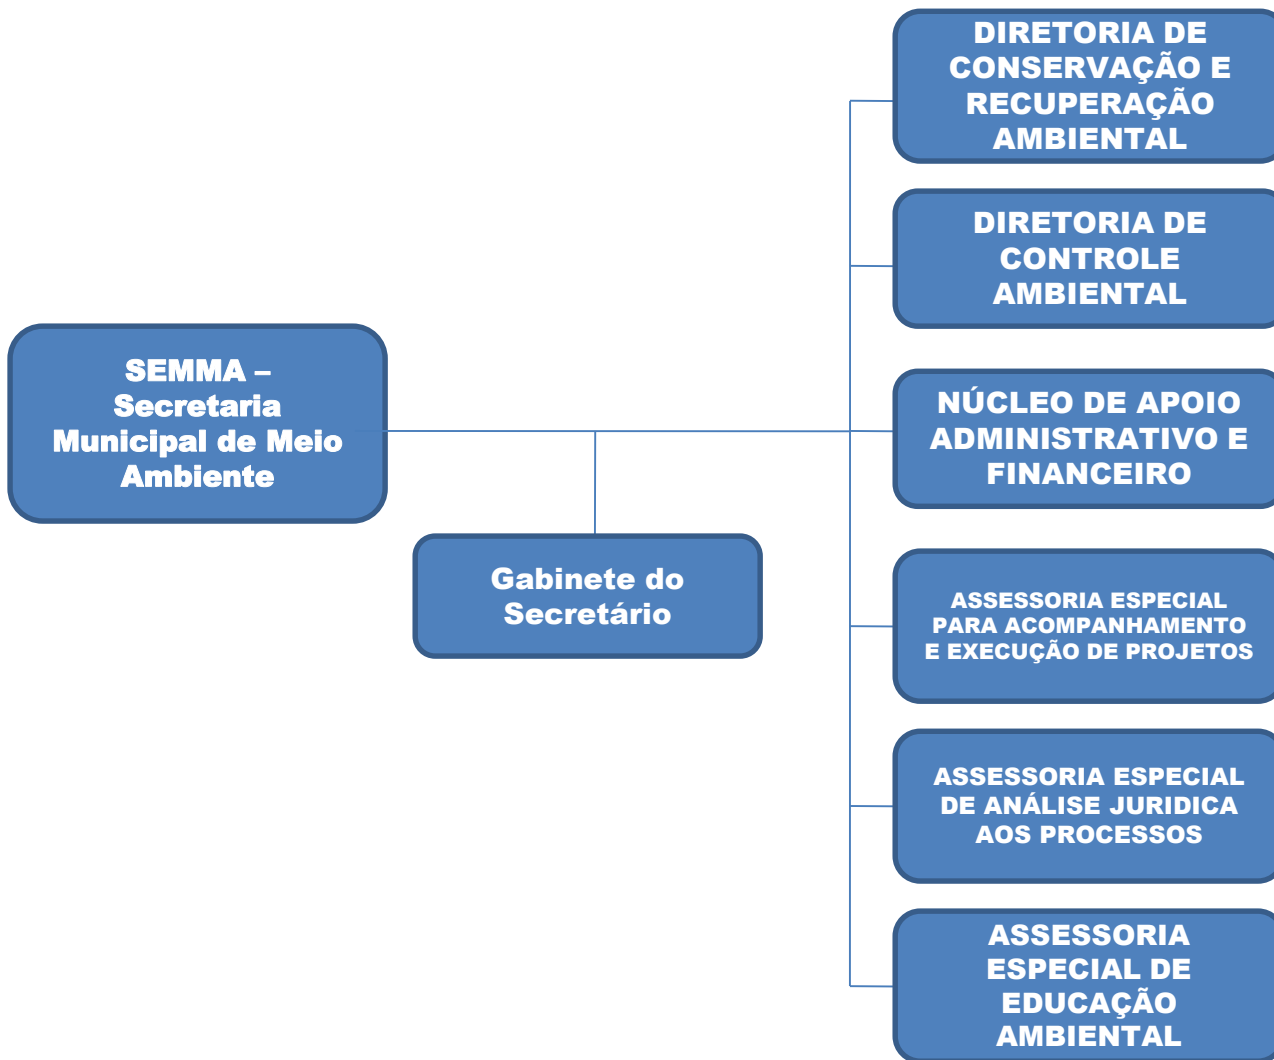 DIRETORIA DE
CONSERVAÇÃO E
RECUPERAÇÃO
AMBIENTAL
DIRETORIA DE
CONTROLE
AMBIENTAL
SEMMA –
Secretaria
Municipal de Meio
Ambiente
NÚCLEO DE APOIO
ADMINISTRATIVO E
FINANCEIRO
Gabinete do
Secretário
ASSESSORIA ESPECIAL
PARA ACOMPANHAMENTO
E EXECUÇÃO DE PROJETOS
ASSESSORIA ESPECIAL
DE ANÁLISE JURIDICA
AOS PROCESSOS
ASSESSORIA
ESPECIAL DE
EDUCAÇÃO
AMBIENTAL